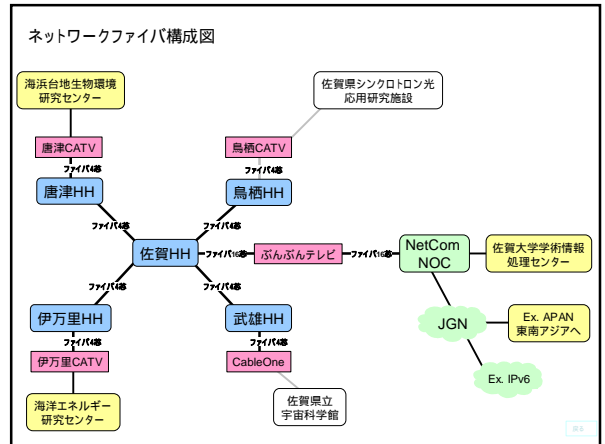 ネットワークファイバ構成図
海浜台地生物環境
研究センター
佐賀県シンクロトロン光
応用研究施設
唐津CATV
鳥栖CATV
ファイバ4芯
ファイバ4芯
唐津HH
鳥栖HH
ファイバ4芯
ファイバ4芯
佐賀HH
ファイバ16芯
ぶんぶんテレビ
ファイバ16芯
NetCom
NOC
佐賀大学学術情報
処理センター
ファイバ4芯
ファイバ4芯
伊万里HH
武雄HH
JGN
Ex. APAN
東南アジアへ
ファイバ4芯
ファイバ4芯
伊万里CATV
CableOne
Ex. IPv6
海洋エネルギー
研究センター
佐賀県立
宇宙科学館
戻る